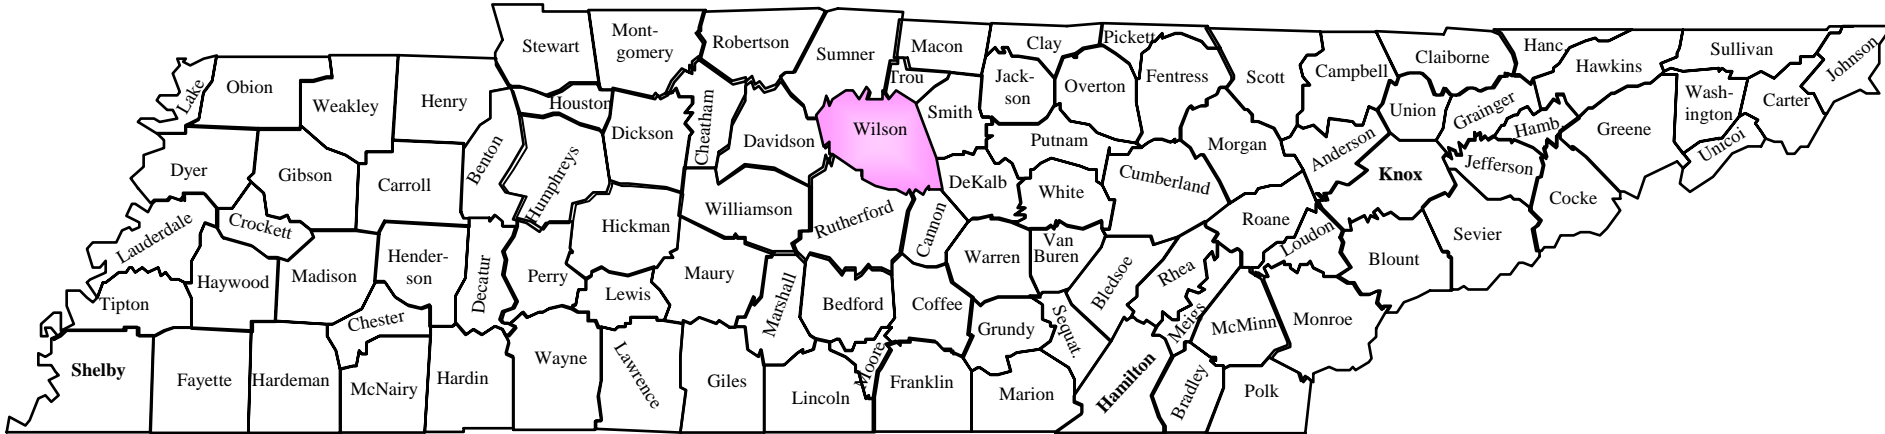 Stewart
Mont-
gomery
Robertson
Sumner
Macon
Trou
Clay
Pickett
Jack-
son
Overton
Fentress
Scott
Campbell
Claiborne
Hanc.
Hawkins
Sullivan
Johnson
Lake
Obion
Weakley
Henry
Benton
Houston
Humphreys
Dickson
Cheatham
Davidson
Wilson
Smith
Putnam
Morgan
Anderson
Union
Grainger
Hamb
Greene
Wash-
ington
Unicoi
Carter
Dyer
Gibson
Carroll
Williamson
Rutherford
Cannon
DeKalb
White
Cumberland
Roane
Loudon
Knox
Jefferson
Cocke
Sevier
Blount
Lauderdale
Crockett
Haywood
Madison
Hender-
son
Decatur
Perry
Hickman
Lewis
Maury
Marshall
Bedford
Coffee
Warren
Van
Buren
Bledsoe
Rhea
Meigs
McMinn
Monroe
Tipton
Chester
Grundy
Sequat.
Shelby
Fayette
Hardeman
McNairy
Hardin
Wayne
Lawrence
Giles
Lincoln
Moore
Franklin
Marion
Hamilton
Bradley
Polk